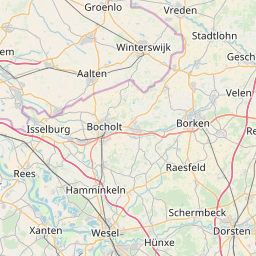 Groenlo
Vreden
Stadtlohn
Winterswijk
Gesch
Aalten
Velen
Isselburg
Bocholt
Borken
Re
Raesfeld
Rees
Hamminkeln
Schermbeck
Xanten
Wesel
Hünxe
Dorsten